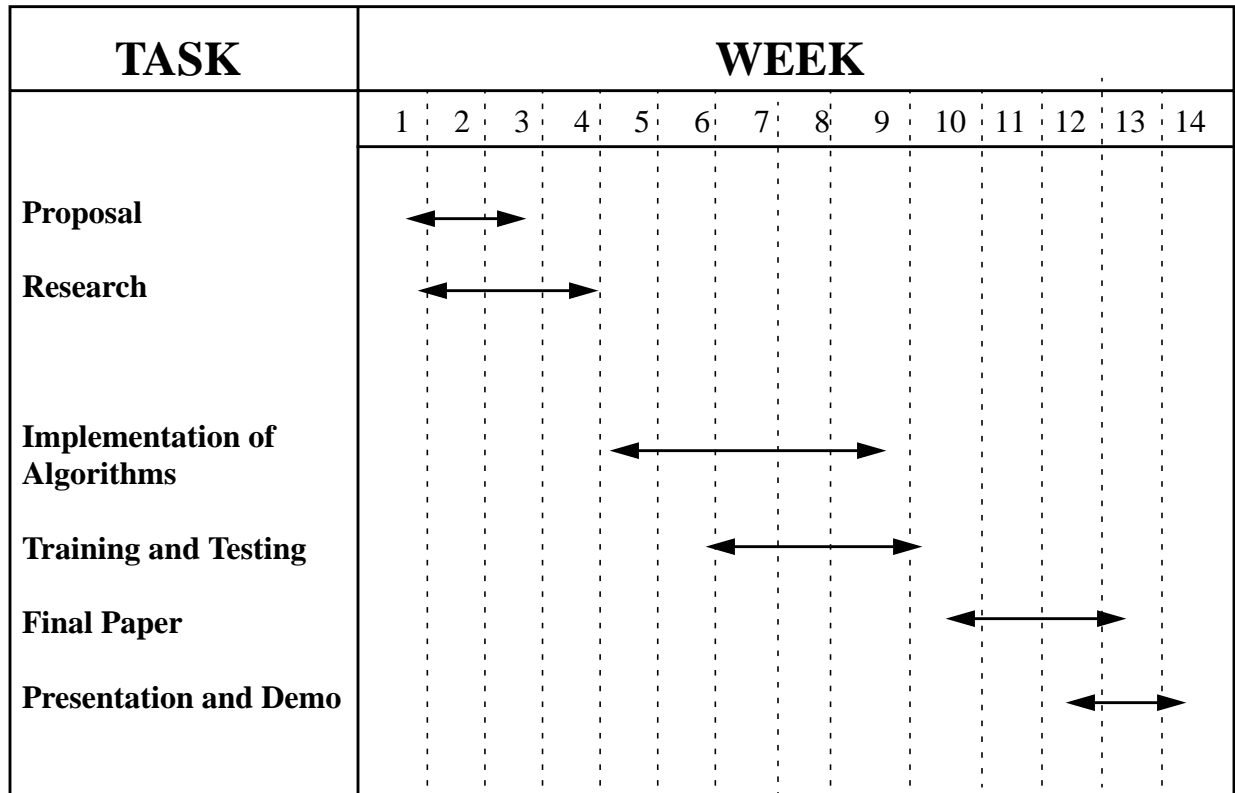 TASK WEEK
1 2 3 4 5 6 7 8 9 10 11 12 13 14
Proposal
Research
Implementation of
Algorithms
Training and Testing
Final Paper
Presentation and Demo